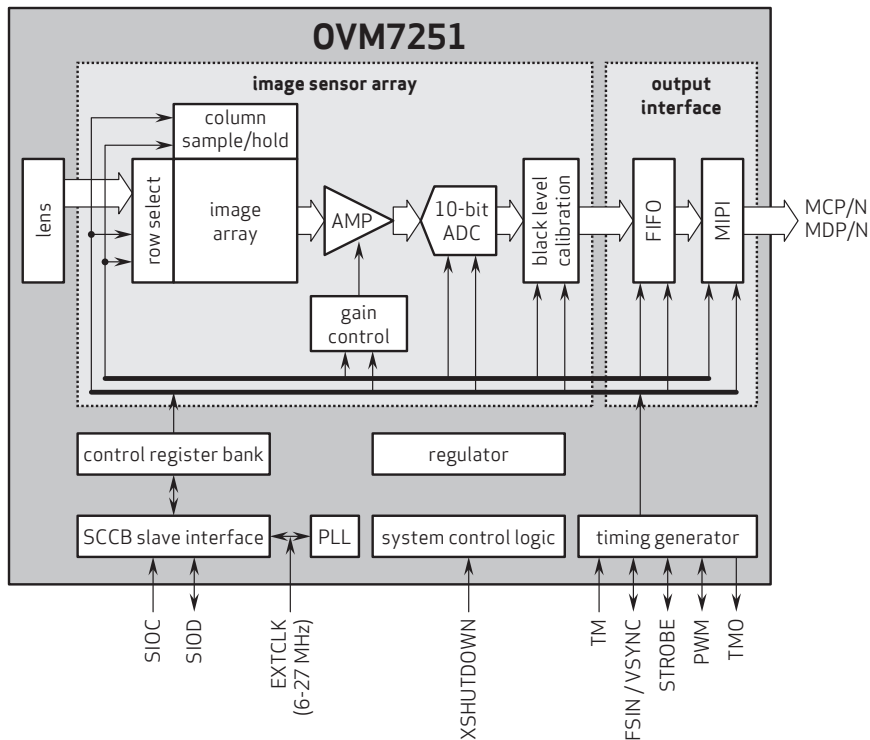 OVM7251
image sensor array
output
interface
column
sample/hold
lens
row select
image
array
AMP
10-bit
ADC
black level
calibration
FIFO
MIPI
MCP/N
MDP/N
gain
control
control register bank
regulator
SCCB slave interface
PLL
system control logic
timing generator
SIOC
SIOD
EXTCLK
(6-27 MHz)
XSHUTDOWN
TM
FSIN / VSYNC
STROBE
PWM
TMO